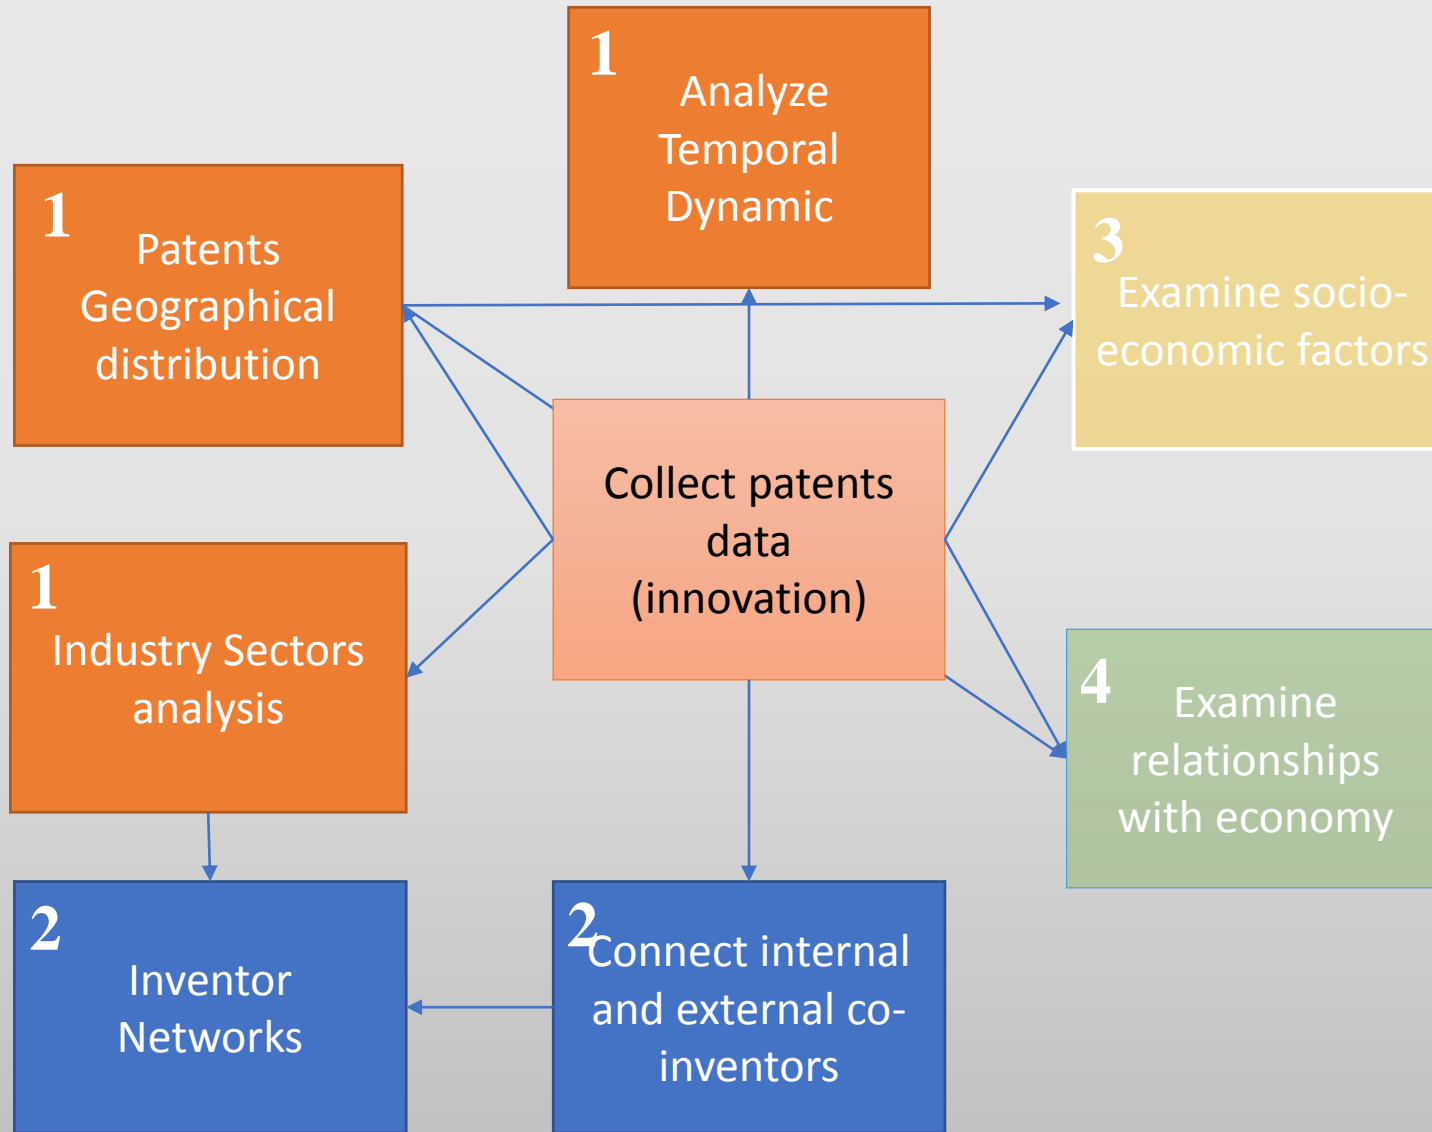 1
Analyze
Temporal
Dynamic
1
Patents
Geographical
distribution
3
Examine socio-
economic factors
Collect patents
data
(innovation)
1
Industry Sectors
analysis
4
Examine
relationships
with economy
2
Inventor
Networks
2
Connect internal
and external co-
inventors